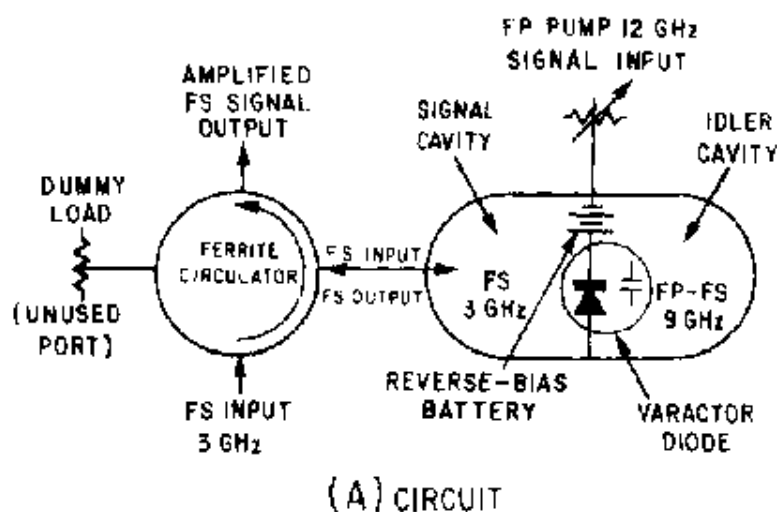 FP PUMP 12 GHz
SIGNAL INPUT
AMPLIFIED
FS SIGNAL
OUTPUT
SIGNAL
CAVITY
IDLER
CAVITY
DUMMY
LOAD
(UNUSED
PORT)
FERRITE
CIRCULATOR
FS INPUT
FS OUTPUT
FS
3 GHz
FP-FS
9 GHz
FS INPUT
3 GHz
REVERSE-BIAS
BATTERY
VARACTOR
DIODE
(A) CIRCUIT